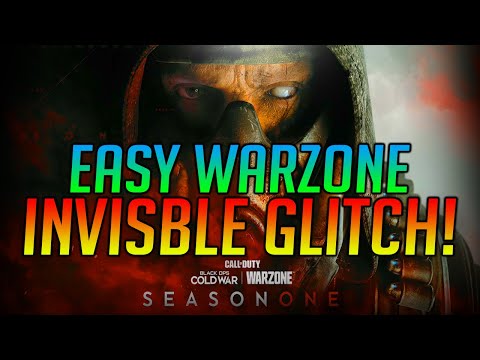 EASY WARZONE
INVISBLE GLITCH!
CALL OF DUTY
BLACK OPS
COLD WAR | WARZONE
SEASON ONE